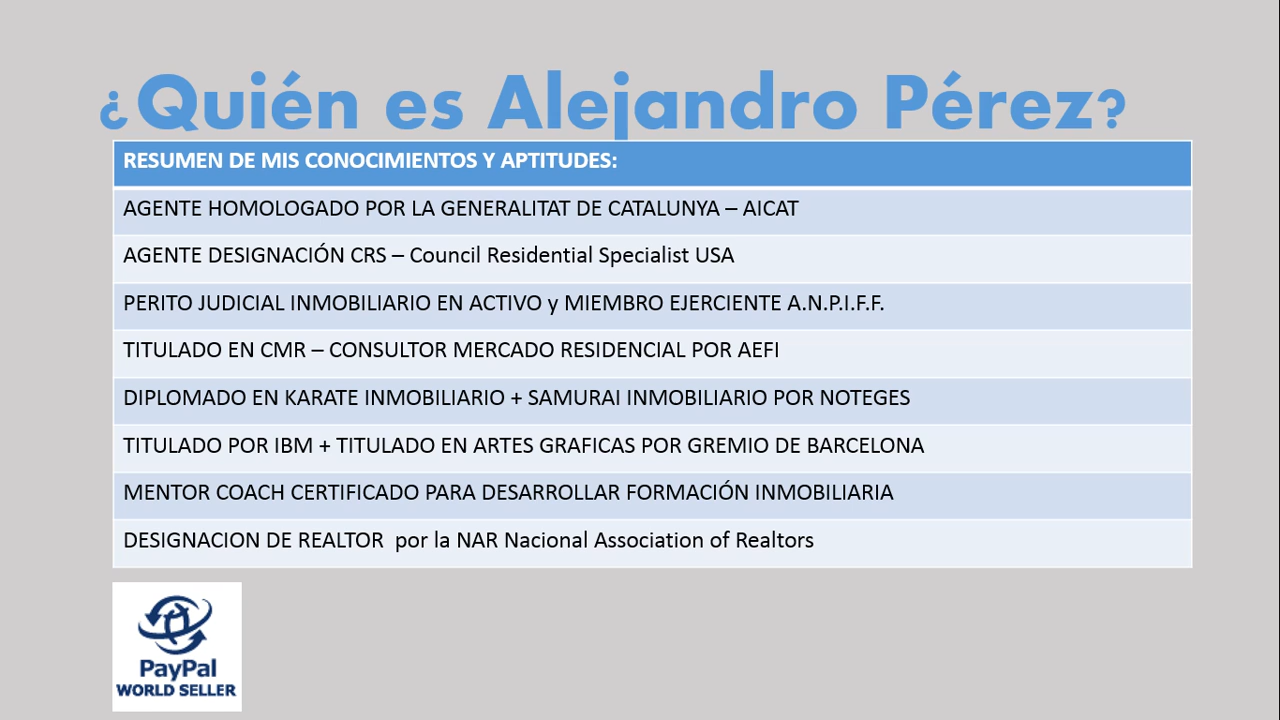 ¿Quién es Alejandro Pérez?
RESUMEN DE MIS CONOCIMIENTOS Y APTITUDES:
AGENTE HOMOLOGADO POR LA GENERALITAT DE CATALUNYA – AICAT
AGENTE DESIGNACIÓN CRS – Council Residential Specialist USA
PERITO JUDICIAL INMOBILIARIO EN ACTIVO y MIEMBRO EJERCIENTE A.N.P.I.F.F.
TITULADO EN CMR – CONSULTOR MERCADO RESIDENCIAL POR AEFI
DIPLOMADO EN KARATE INMOBILIARIO + SAMURAI INMOBILIARIO POR NOTEGES
TITULADO POR IBM + TITULADO EN ARTES GRAFICAS POR GREMIO DE BARCELONA
MENTOR COACH CERTIFICADO PARA DESARROLLAR FORMACIÓN INMOBILIARIA
DESIGNACION DE REALTOR  por la NAR Nacional Association of Realtors
PayPal
WORLD SELLER